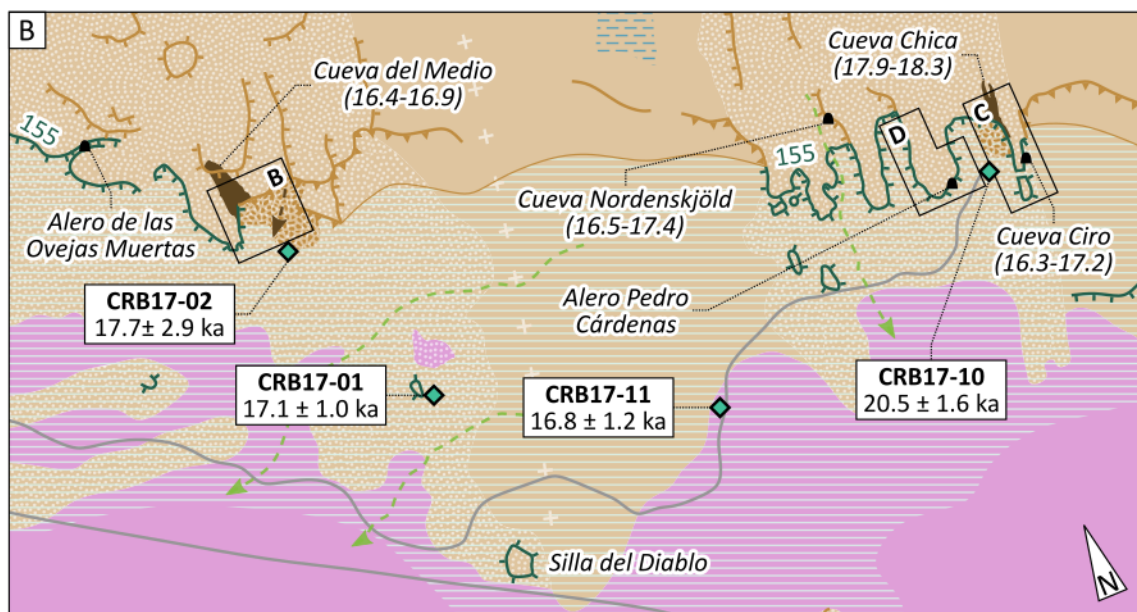 B
Cueva del Medio
(16.4-16.9)
Cueva Chica
(17.9-18.3)
155
B
Alero de las
Ovejas Muertas
155
D
C
Cueva Nordenskjöld
(16.5-17.4)
Cueva Ciro
(16.3-17.2)
Alero Pedro
Cárdenas
CRB17-02
17.7± 2.9 ka
CRB17-01
17.1 ± 1.0 ka
CRB17-11
16.8 ± 1.2 ka
CRB17-10
20.5 ± 1.6 ka
Silla del Diablo
N